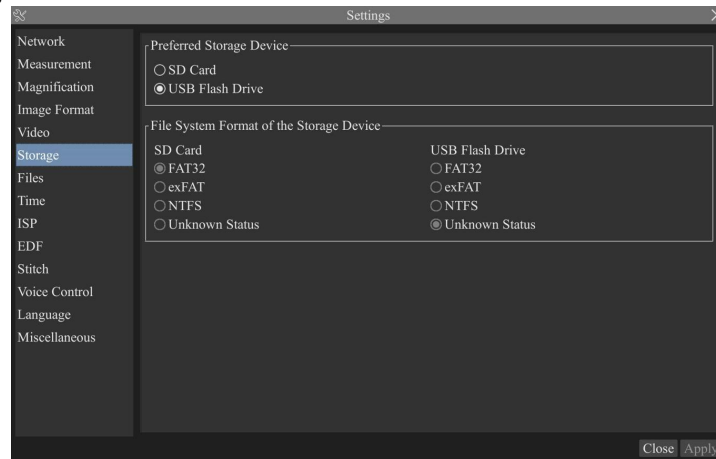 Settings
Network
Measurement
Magnification
Image Format
Video
Storage
Files
Time
ISP
EDF
Stitch
Voice Control
Language
Miscellaneous
Preferred Storage Device
SD Card
USB Flash Drive
File System Format of the Storage Device
SD Card USB Flash Drive
FAT32 FAT32
exFAT exFAT
NTFS NTFS
Unknown Status Unknown Status
Close Apply